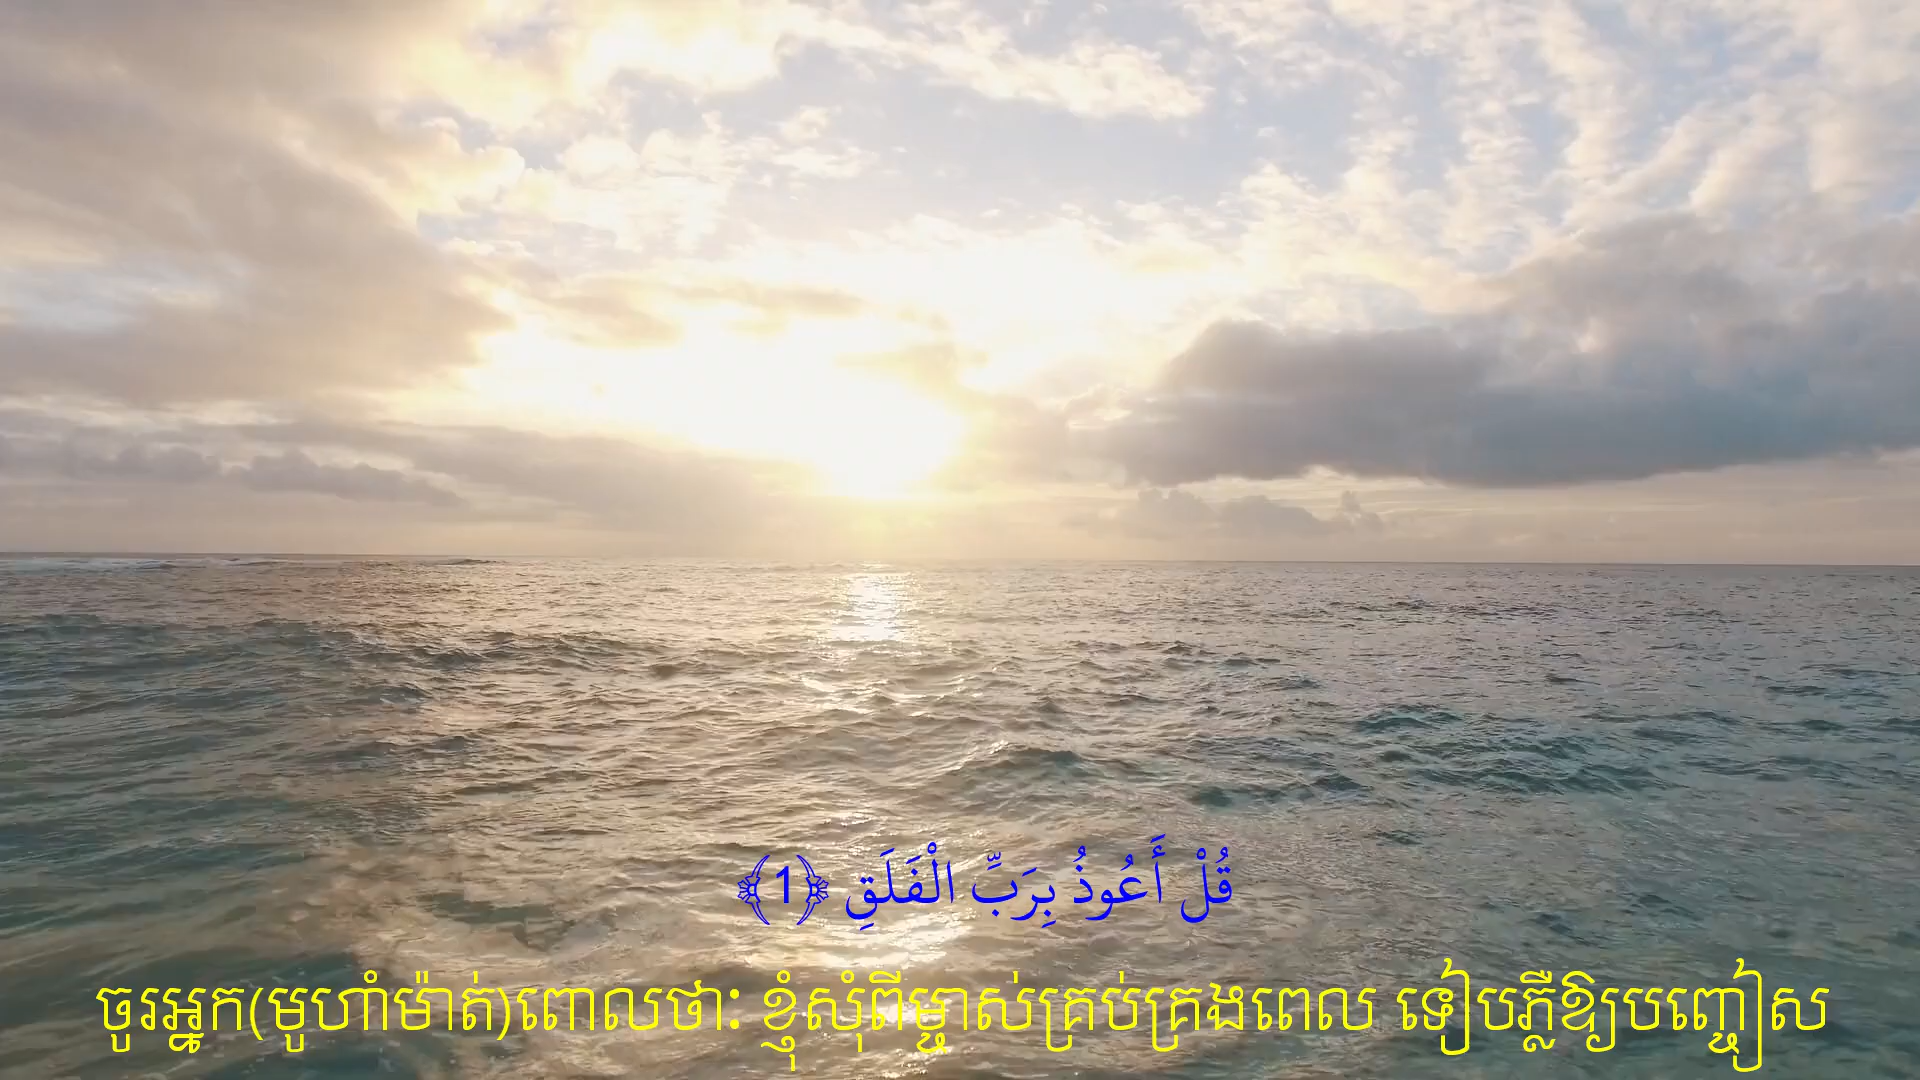 قُلْ أَعُوذُ بِرَبِّ الْفَلَقِ ﴿1﴾
ចូរអ្នក(មូហាំម៉ាត់)ពោលថាៈ ខ្ញុំសុំពីម្ចាស់គ្រប់គ្រងពេល ទៀបភ្លឺឱ្យបញ្ចៀស